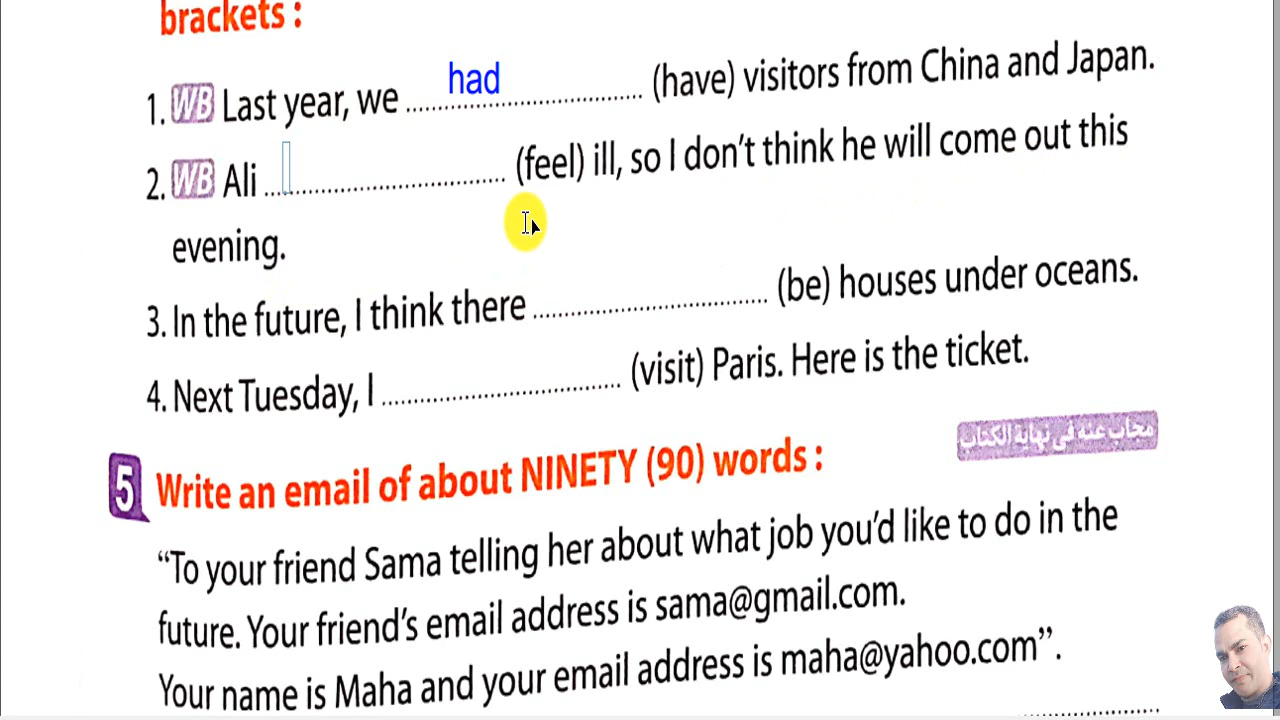 brackets :
1. WB Last year, we ........ had ........ (have) visitors from China and Japan.
2. WB Ali ........ (feel) ill, so I don't think he will come out this
evening.
3. In the future, I think there ........ (be) houses under oceans.
4. Next Tuesday, I ........ (visit) Paris. Here is the ticket.
مجاب عنه في نهاية الكتاب
5 Write an email of about NINETY (90) words :
“To your friend Sama telling her about what job you'd like to do in the
future. Your friend's email address is sama@gmail.com.
Your name is Maha and your email address is maha@yahoo.com”.